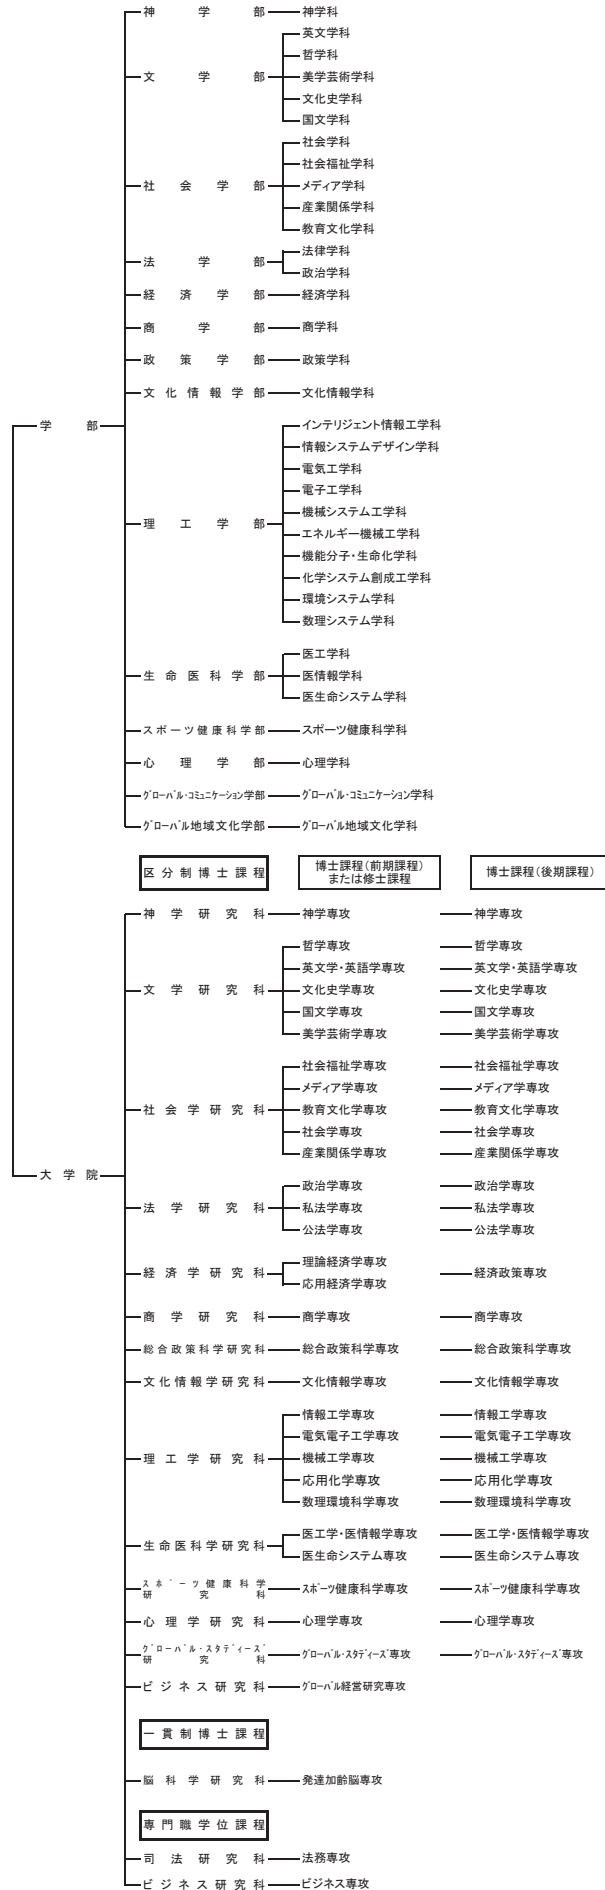 神学部 神学科
英文学科
哲学科
文学部 美学芸術学科
文化史学科
国文学科
社会学科
社会福祉学科
社会学部 メディア学科
産業関係学科
教育文化学科
法律学科
法学部
政治学科
経済学部 経済学科
商学部 商学科
政策学部 政策学科
文化情報学部 文化情報学科
学部 インテリジェント情報工学科
情報システムデザイン学科
電気工学科
電子工学科
機械システム工学科
理工学部
エネルギー機械工学科
機能分子・生命化学科
化学システム創成工学科
環境システム学科
数理システム学科
医工学科
生命医科学部 医情報学科
医生命システム学科
スポーツ健康科学部 スポーツ健康科学科
心理学部 心理学科
グローバル・コミュニケーション学部 グローバル・コミュニケーション学科
グローバル地域文化学部 グローバル地域文化学科
区分制博士課程 博士課程(前期課程)または修士課程 博士課程(後期課程)
神学研究科 神学専攻 神学専攻
哲学専攻 哲学専攻
英文学・英語学専攻 英文学・英語学専攻
文学研究科 文化史学専攻 文化史学専攻
国文学専攻 国文学専攻
美学芸術学専攻 美学芸術学専攻
社会福祉学専攻 社会福祉学専攻
メディア学専攻 メディア学専攻
社会学研究科 教育文化学専攻 教育文化学専攻
社会学専攻 社会学専攻
産業関係学専攻 産業関係学専攻
大学院
政治学専攻 政治学専攻
法学研究科 私法学専攻 私法学専攻
公法学専攻 公法学専攻
理論経済学専攻
経済学研究科 経済政策専攻
応用経済学専攻
商学研究科 商学専攻 商学専攻
総合政策科学研究科 総合政策科学専攻 総合政策科学専攻
文化情報学研究科 文化情報学専攻 文化情報学専攻
情報工学専攻 情報工学専攻
電気電子工学専攻 電気電子工学専攻
理工学研究科 機械工学専攻 機械工学専攻
応用化学専攻 応用化学専攻
数理環境科学専攻 数理環境科学専攻
医工学・医情報学専攻 医工学・医情報学専攻
生命医科学研究科
医生命システム専攻 医生命システム専攻
スポーツ健康科学研究科 スポーツ健康科学専攻 スポーツ健康科学専攻
心理学研究科 心理学専攻 心理学専攻
グローバル・スタディーズ研究科 グローバル・スタディーズ専攻 グローバル・スタディーズ専攻
ビジネス研究科 グローバル経営研究専攻
一貫制博士課程
脳科学研究科 発達加齢脳専攻
専門職学位課程
司法研究科 法務専攻
ビジネス研究科 ビジネス専攻